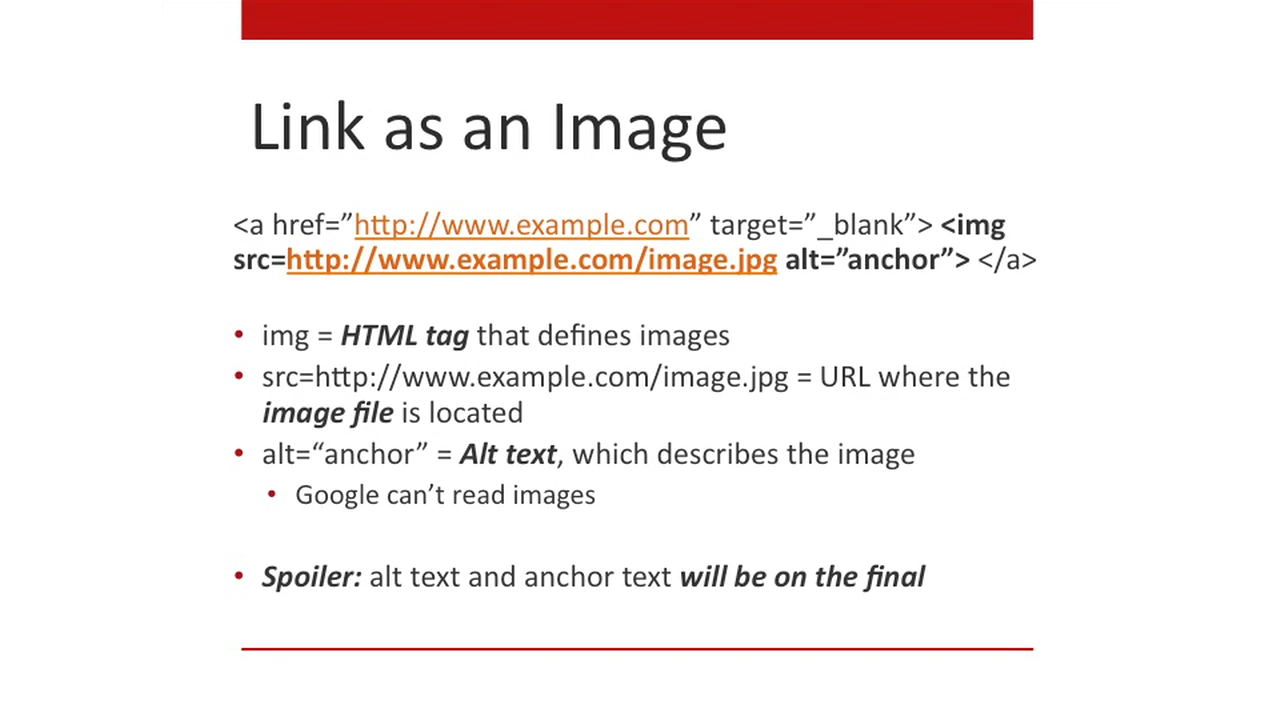 Link as an Image
<a href=”http://www.example.com” target=”_blank”> <img
src=http://www.example.com/image.jpg alt=”anchor”> </a>
• img = HTML tag that defines images
• src=http://www.example.com/image.jpg = URL where the
image file is located
• alt=“anchor” = Alt text, which describes the image
• Google can’t read images
• Spoiler: alt text and anchor text will be on the final